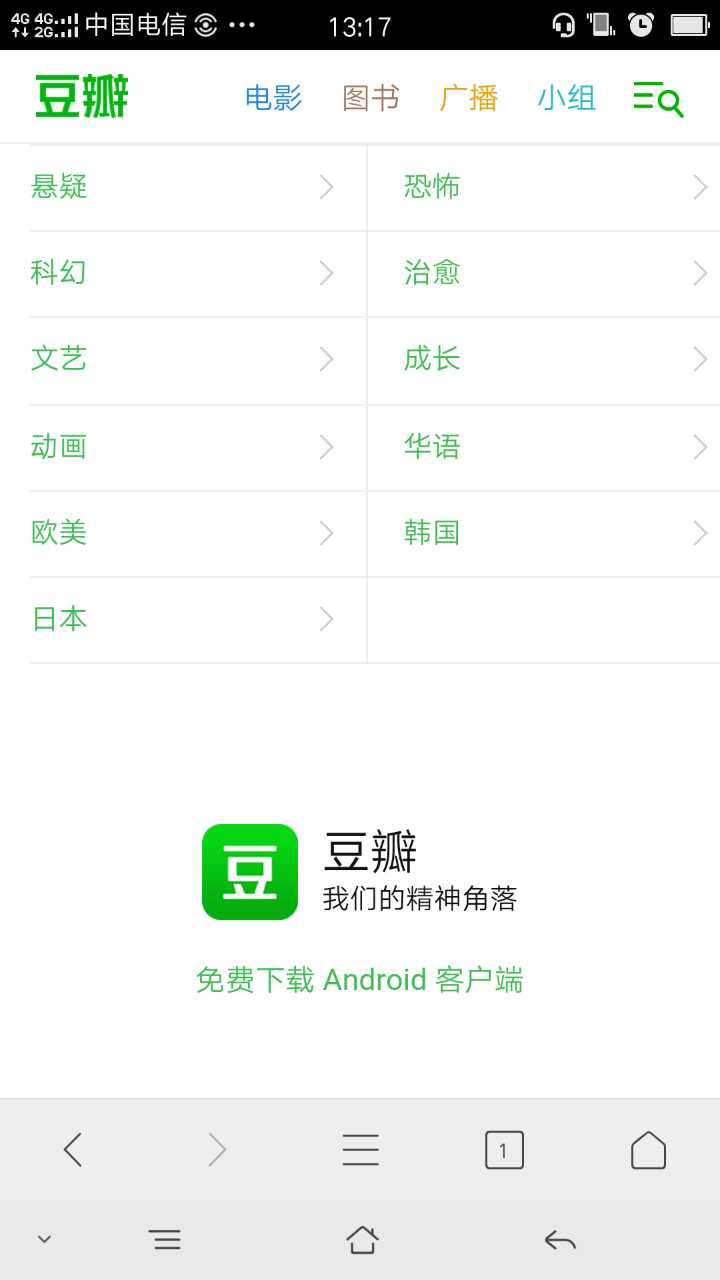 4G 4G 2G 中国电信 13:17
豆瓣 电影 图书 广播 小组
悬疑 恐怖
科幻 治愈
文艺 成长
动画 华语
欧美 韩国
日本
豆 豆瓣
我们的精神角落
免费下载 Android 客户端
1